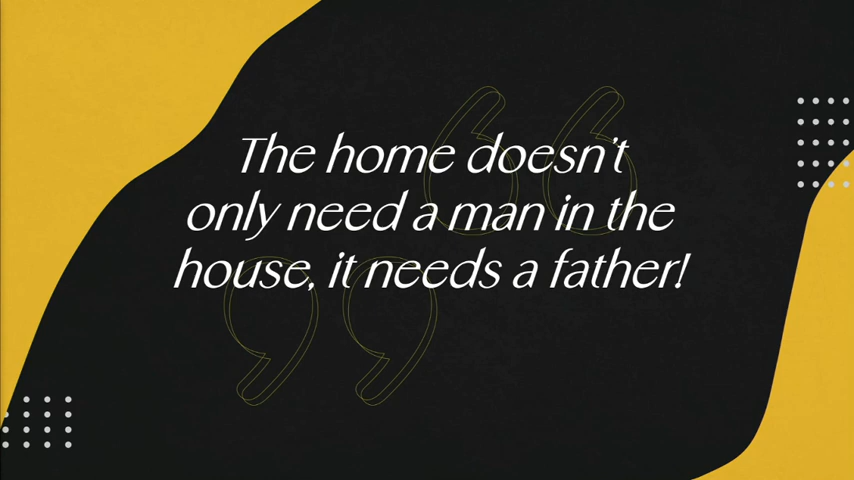 The home doesn't
only need a man in the
house, it needs a father!